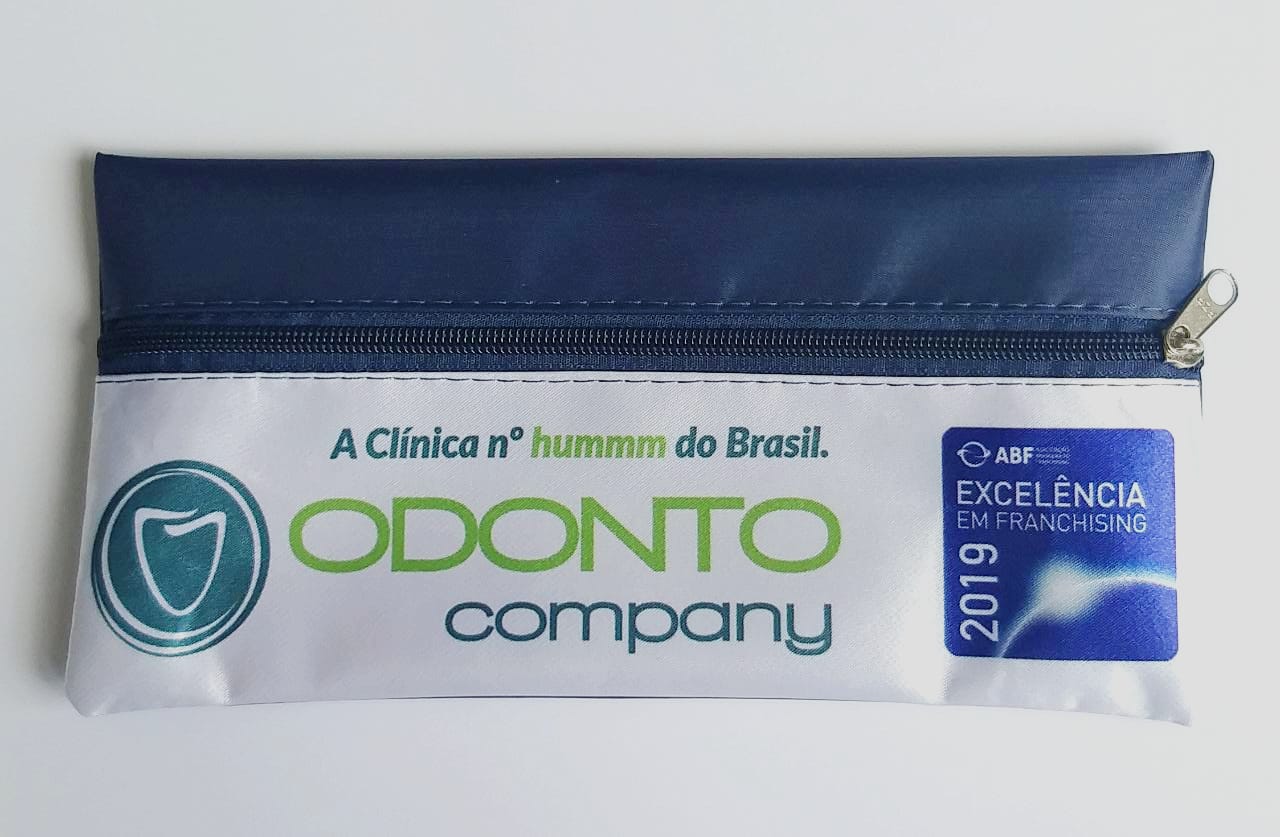 A Clínica nº hummm do Brasil.
ODONTO
company
ABF
EXCELÊNCIA
EM FRANCHISING
2019